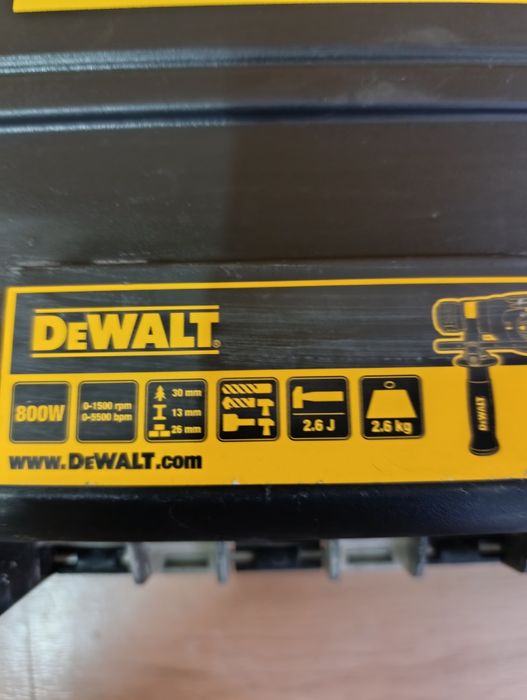 DEWALT®
800W
0-1500 rpm
0-5500 bpm
30 mm
13 mm
26 mm
2.6 J
2.6 kg
www.DEWALT.com
DEWALT